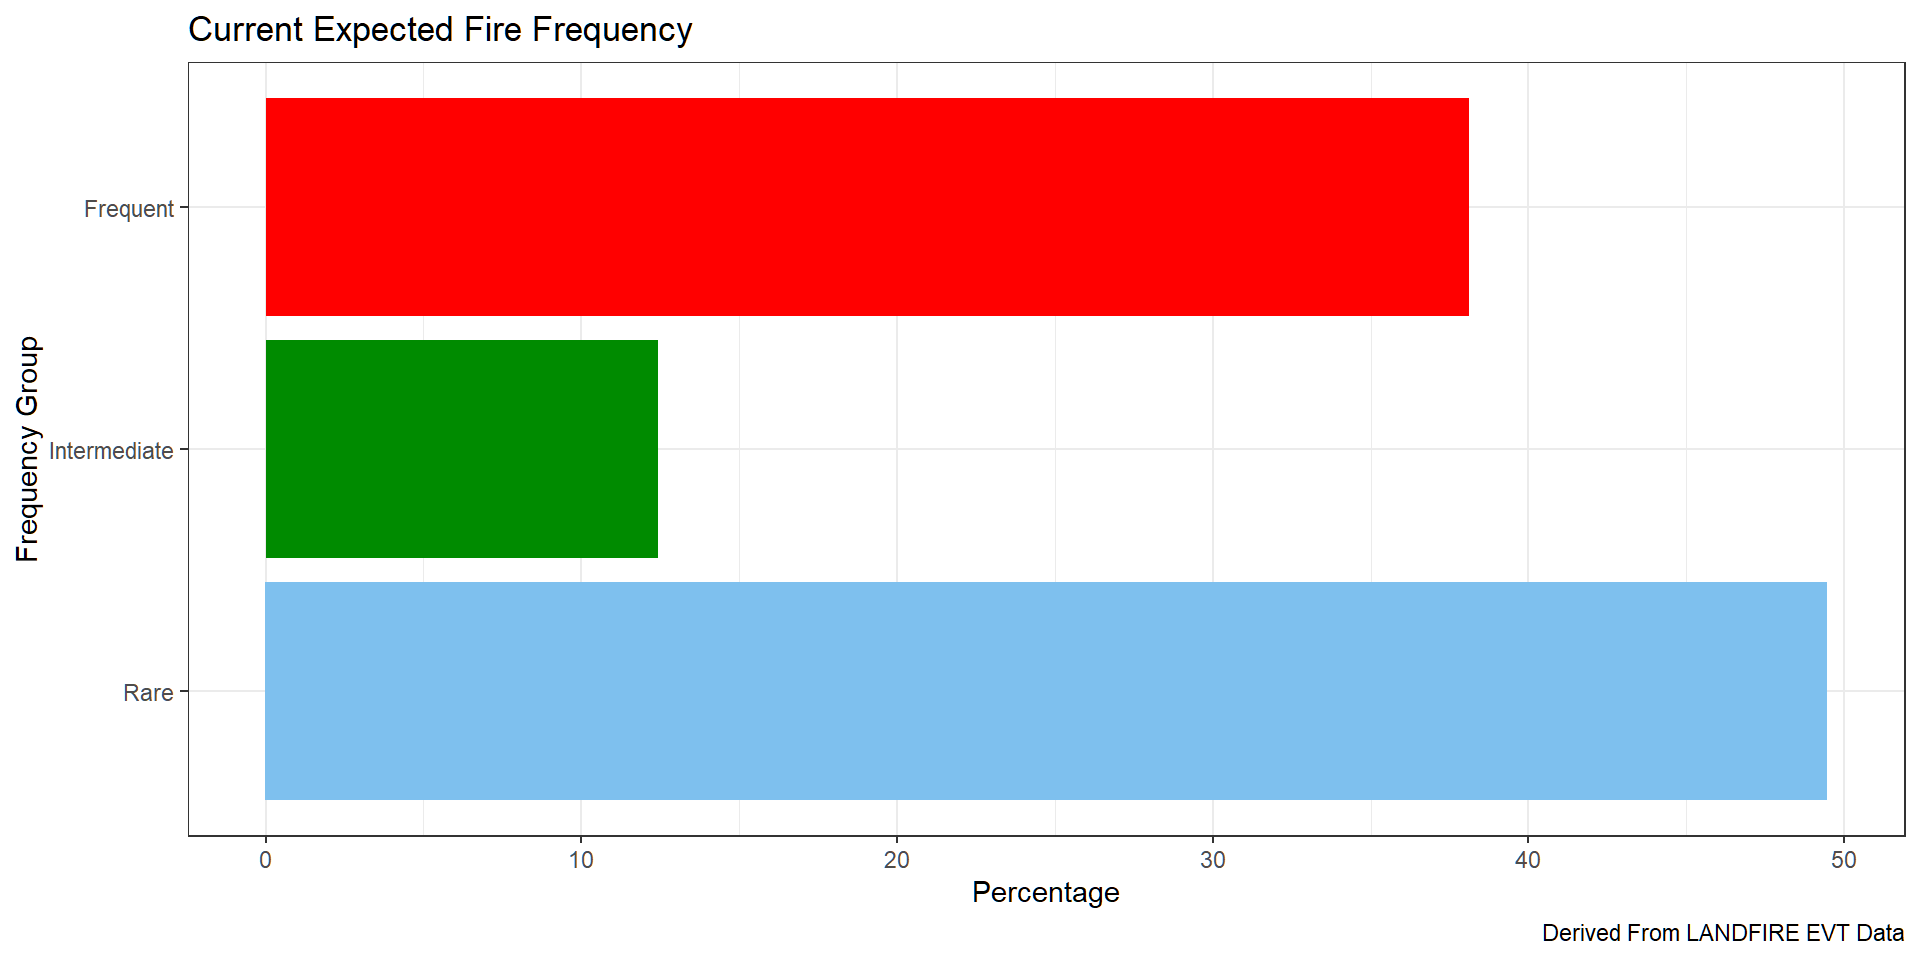 Current Expected Fire Frequency
Frequency Group
Frequent
Intermediate
Rare
0 10 20 30 40 50
Percentage
Derived From LANDFIRE EVT Data